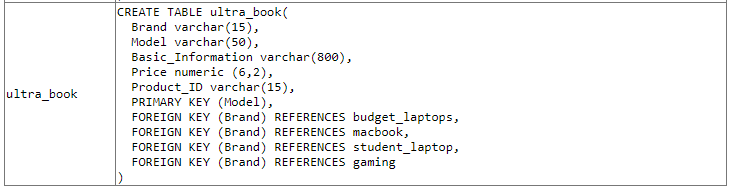 CREATE TABLE ultra_book(
Brand varchar(15),
Model varchar(50),
Basic_Information varchar(800),
Price numeric (6,2),
Product_ID varchar(15),
ultra_book
PRIMARY KEY (Model),
FOREIGN KEY (Brand) REFERENCES budget_laptops,
FOREIGN KEY (Brand) REFERENCES macbook,
FOREIGN KEY (Brand) REFERENCES student_laptop,
FOREIGN KEY (Brand) REFERENCES gaming
)